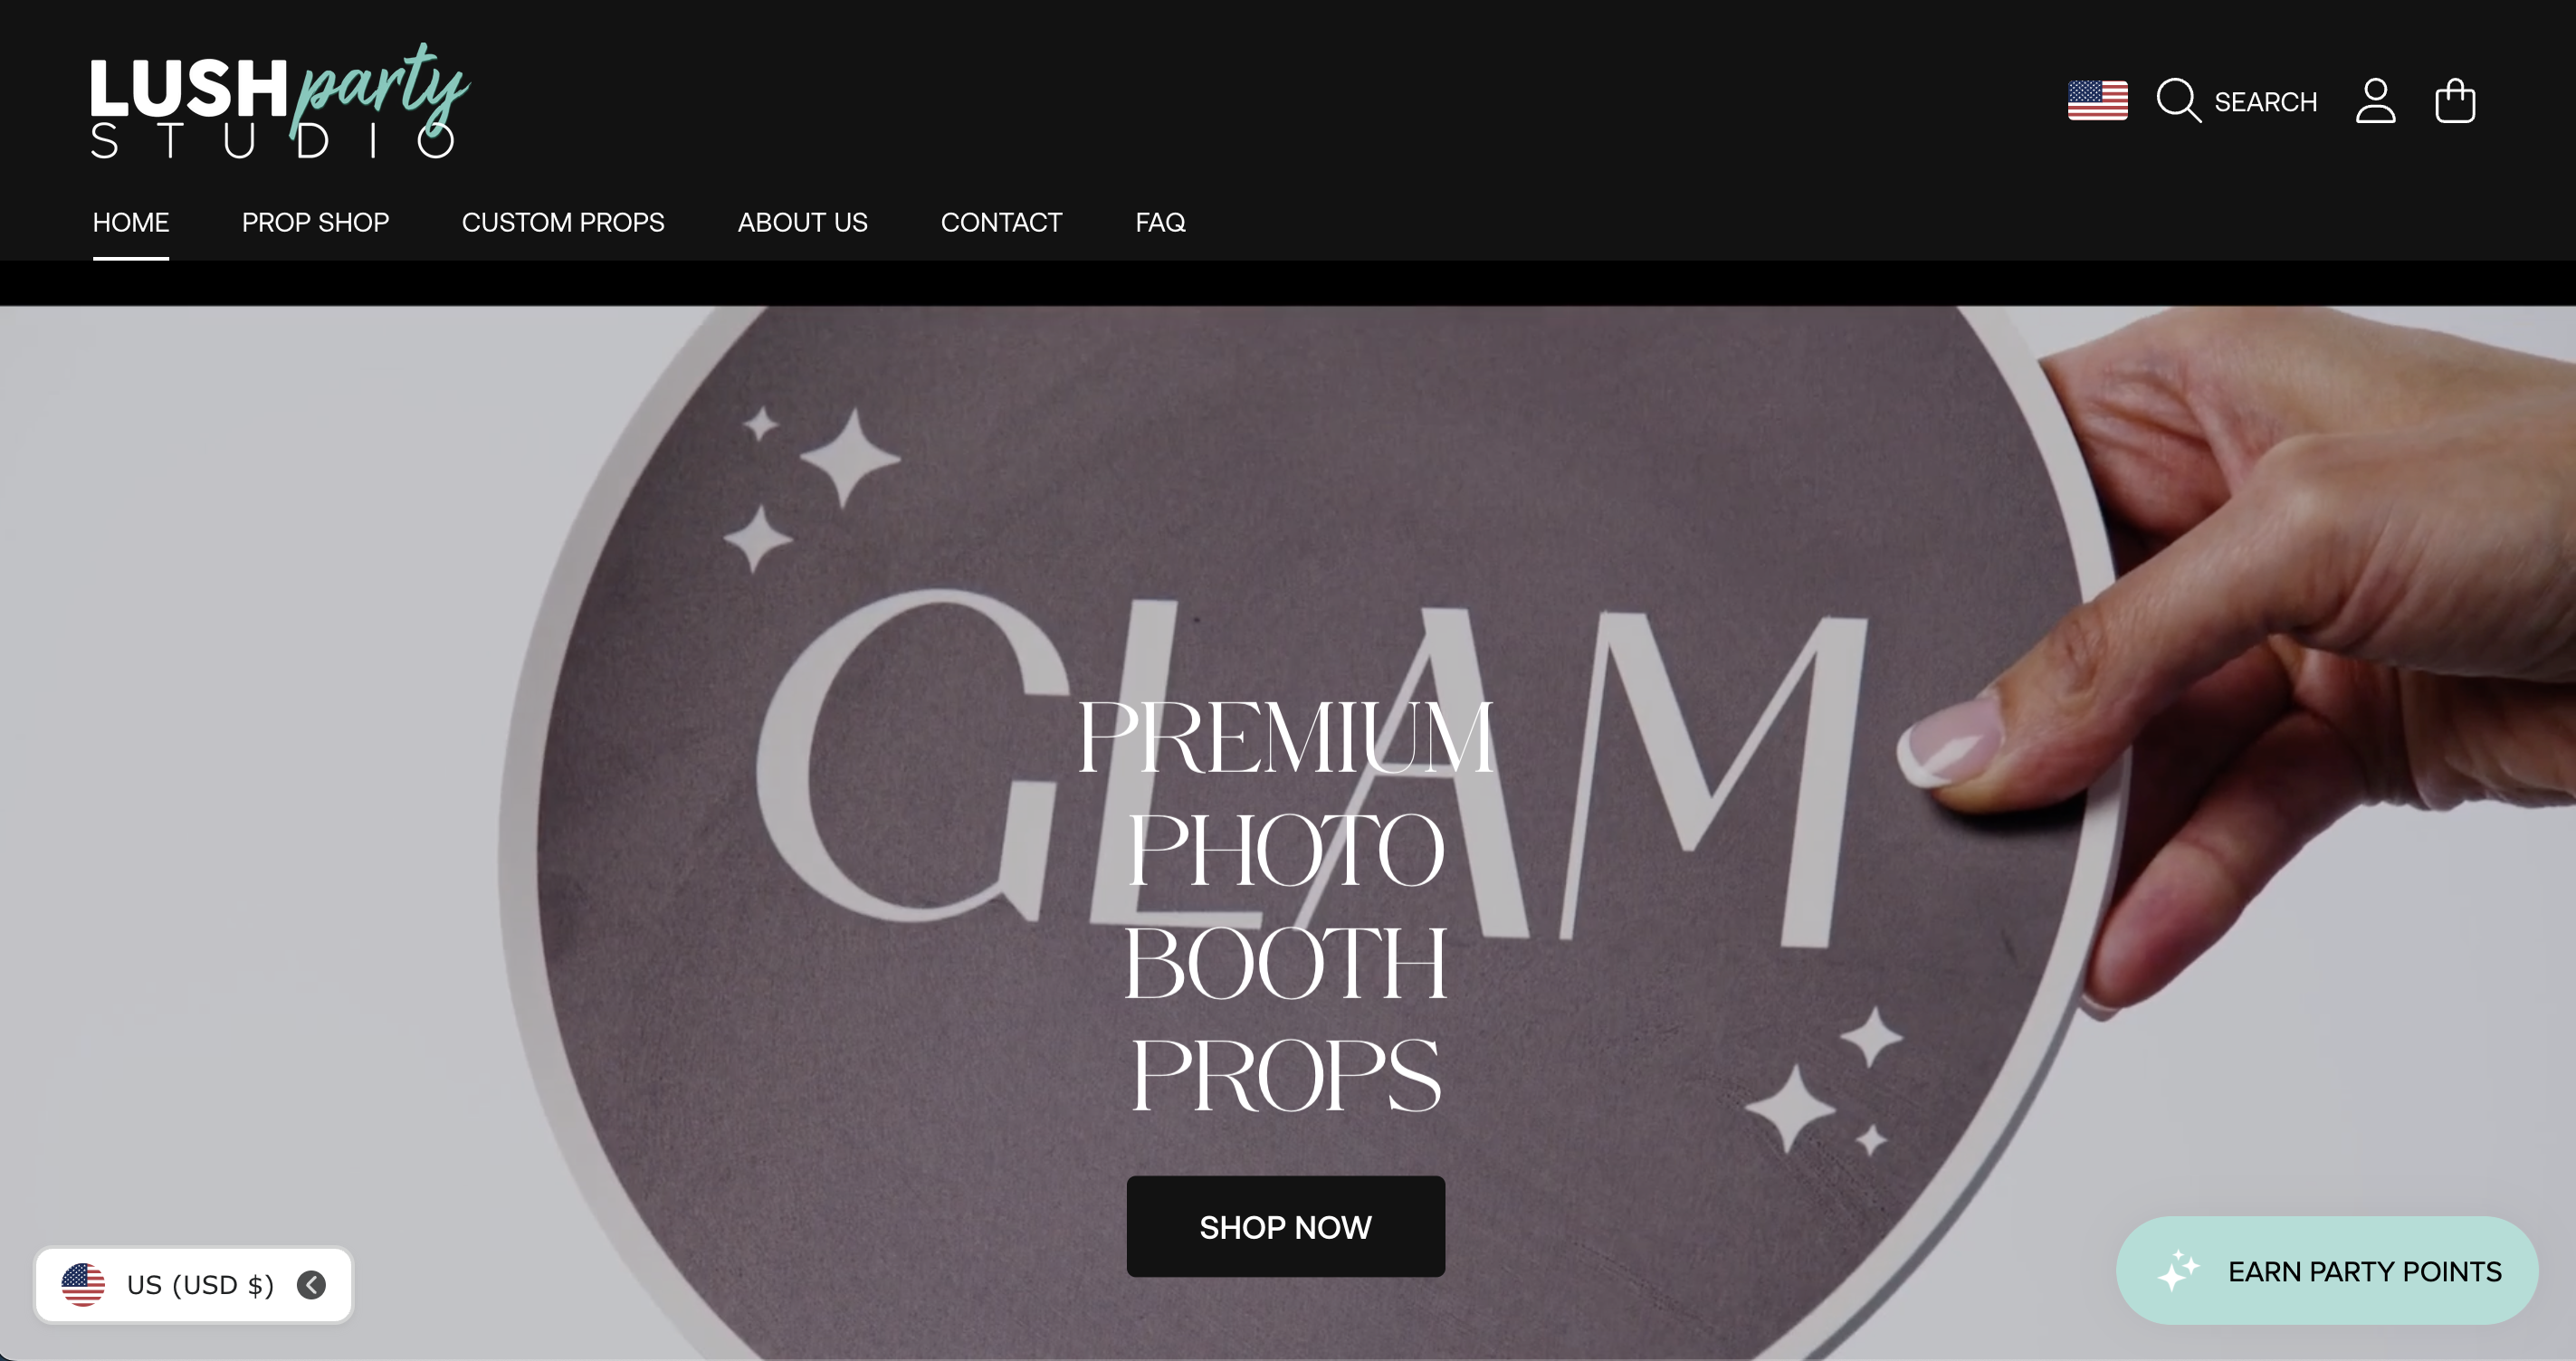 LUSH party
STUDIO
SEARCH
HOME PROP SHOP CUSTOM PROPS ABOUT US CONTACT FAQ
GLAM
PREMIUM
PHOTO
BOOTH
PROPS
SHOP NOW
US (USD $)
EARN PARTY POINTS